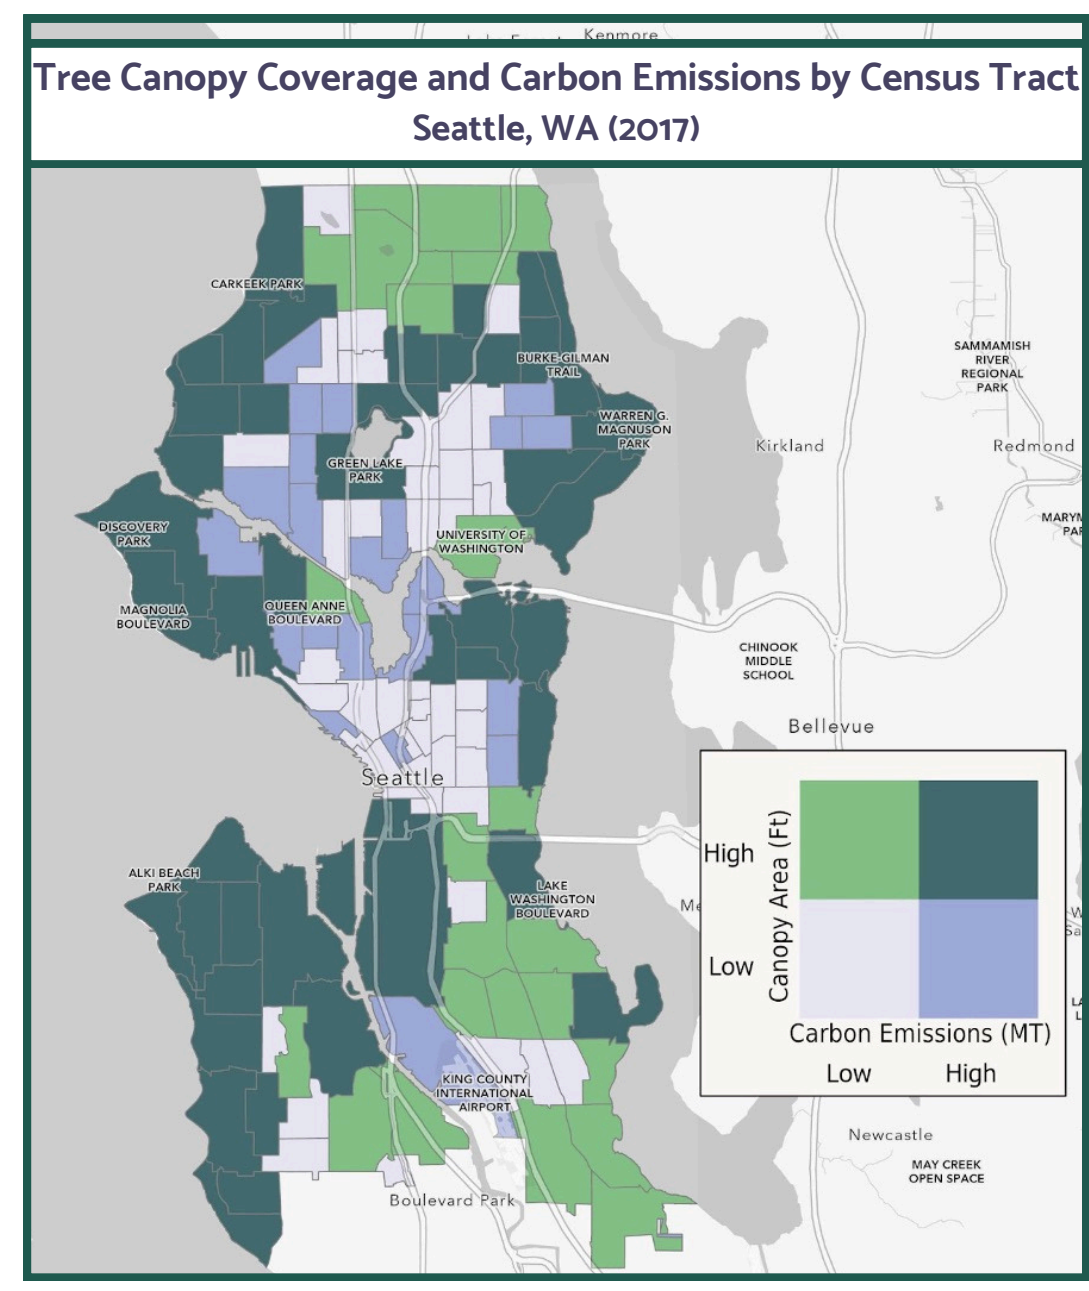 Kenmore
Tree Canopy Coverage and Carbon Emissions by Census Tract
Seattle, WA (2017)
CARKEEK PARK
SAMMAMISH
RIVER
REGIONAL
PARK
BURKE-GILMAN
TRAIL
WARREN G.
MAGNUSON
PARK
Kirkland
Redmond
GREEN LAKE
PARK
DISCOVERY
PARK
UNIVERSITY OF
WASHINGTON
MAGNOLIA
BOULEVARD
QUEEN ANNE
BOULEVARD
CHINOOK
MIDDLE
SCHOOL
Bellevue
Seattle
ALKI BEACH
PARK
LAKE
WASHINGTON
BOULEVARD
High
Low
Canopy Area (Ft)
Carbon Emissions (MT)
Low High
KING COUNTY
INTERNATIONAL
AIRPORT
Newcastle
MAY CREEK
OPEN SPACE
Boulevard Park